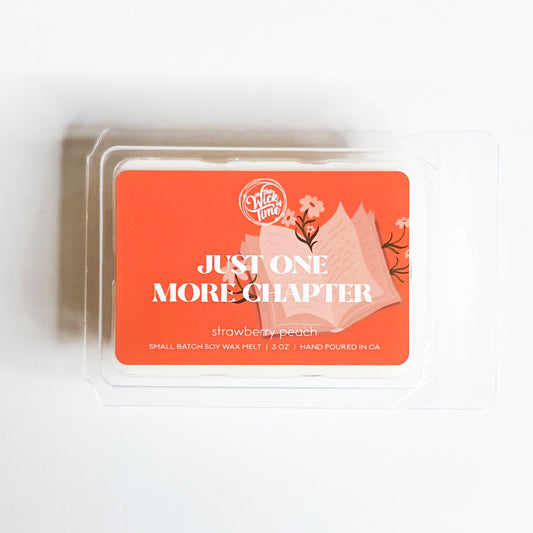 the
Wick of
Time
JUST ONE
MORE CHAPTER
strawberry peach
SMALL BATCH SOY WAX MELT | 3 OZ | HAND POURED IN GA